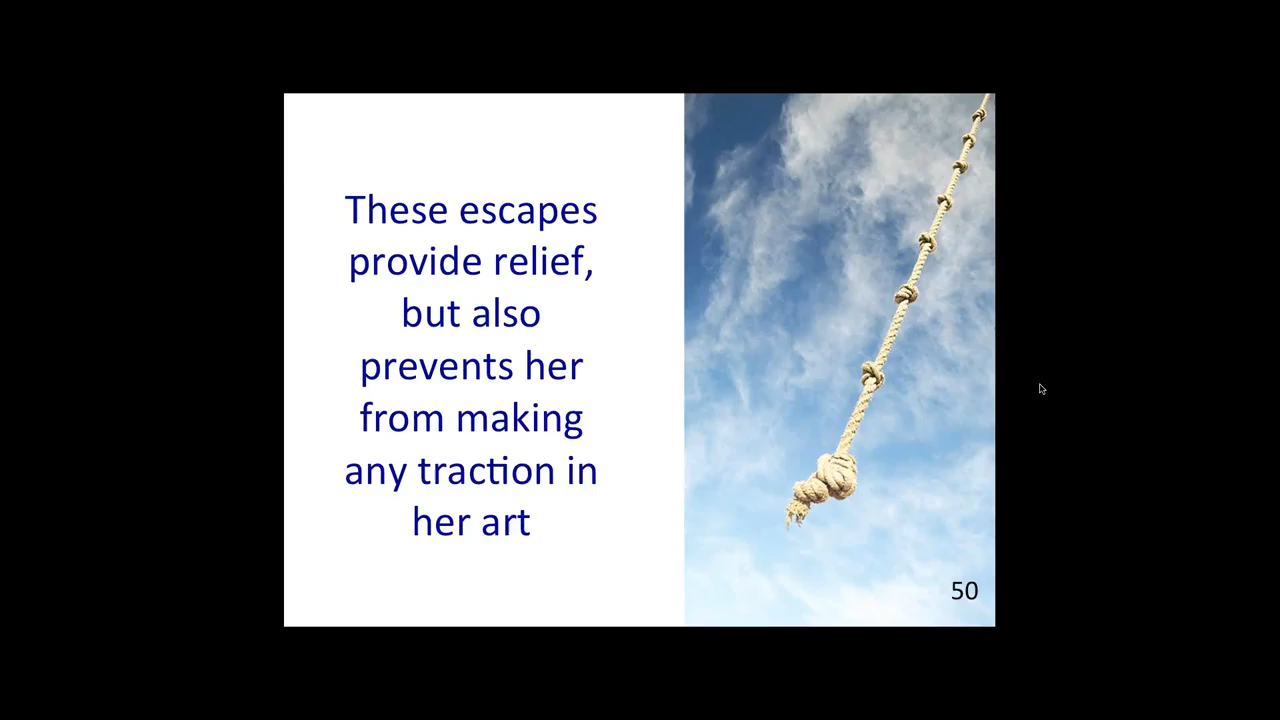 These escapes
provide relief,
but also
prevents her
from making
any traction in
her art
50